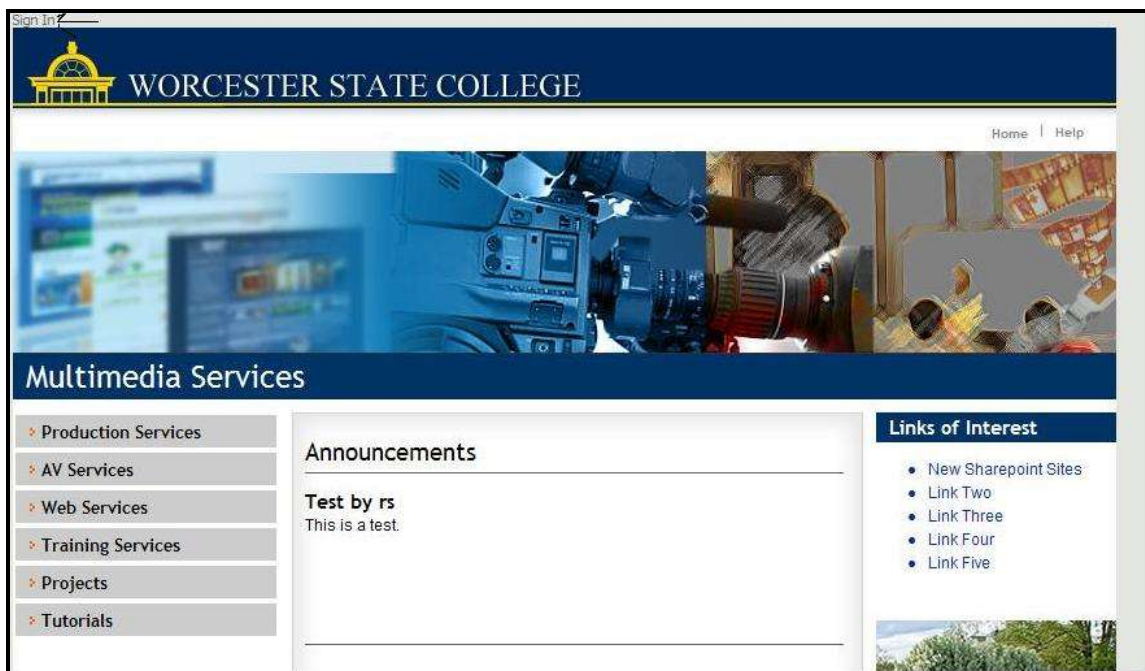 Sign In
WORCESTER STATE COLLEGE
Home | Help
Multimedia Services
Production Services
AV Services
Web Services
Training Services
Projects
Tutorials
Announcements
Test by rs
This is a test.
Links of Interest
New Sharepoint Sites
Link Two
Link Three
Link Four
Link Five